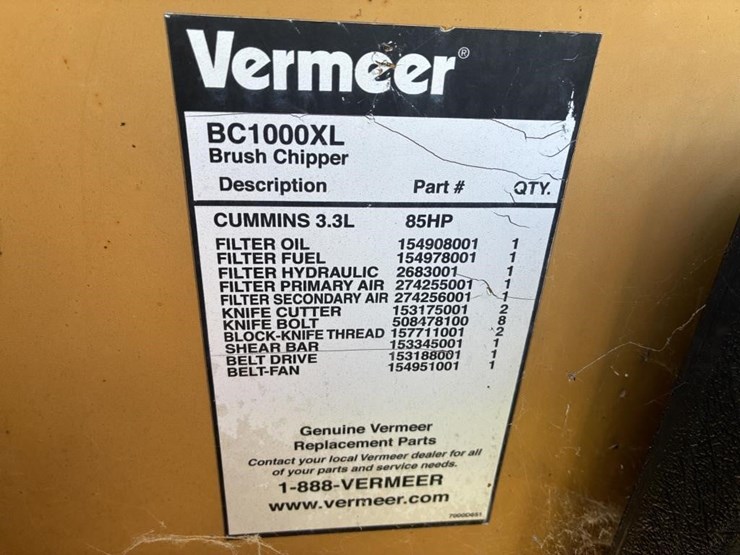 Vermeer®
BC1000XL
Brush Chipper
Description Part # QTY.
CUMMINS 3.3L 85HP
FILTER OIL 154908001 1
FILTER FUEL 154978001 1
FILTER HYDRAULIC 2683001 1
FILTER PRIMARY AIR 274255001 1
FILTER SECONDARY AIR 274256001 1
KNIFE CUTTER 153175001 2
KNIFE BOLT 508478100 8
BLOCK-KNIFE THREAD 157711001 2
SHEAR BAR 153345001 1
BELT DRIVE 153188001 1
BELT-FAN 154951001 1
Genuine Vermeer
Replacement Parts
Contact your local Vermeer dealer for all
of your parts and service needs.
1-888-VERMEER
www.vermeer.com